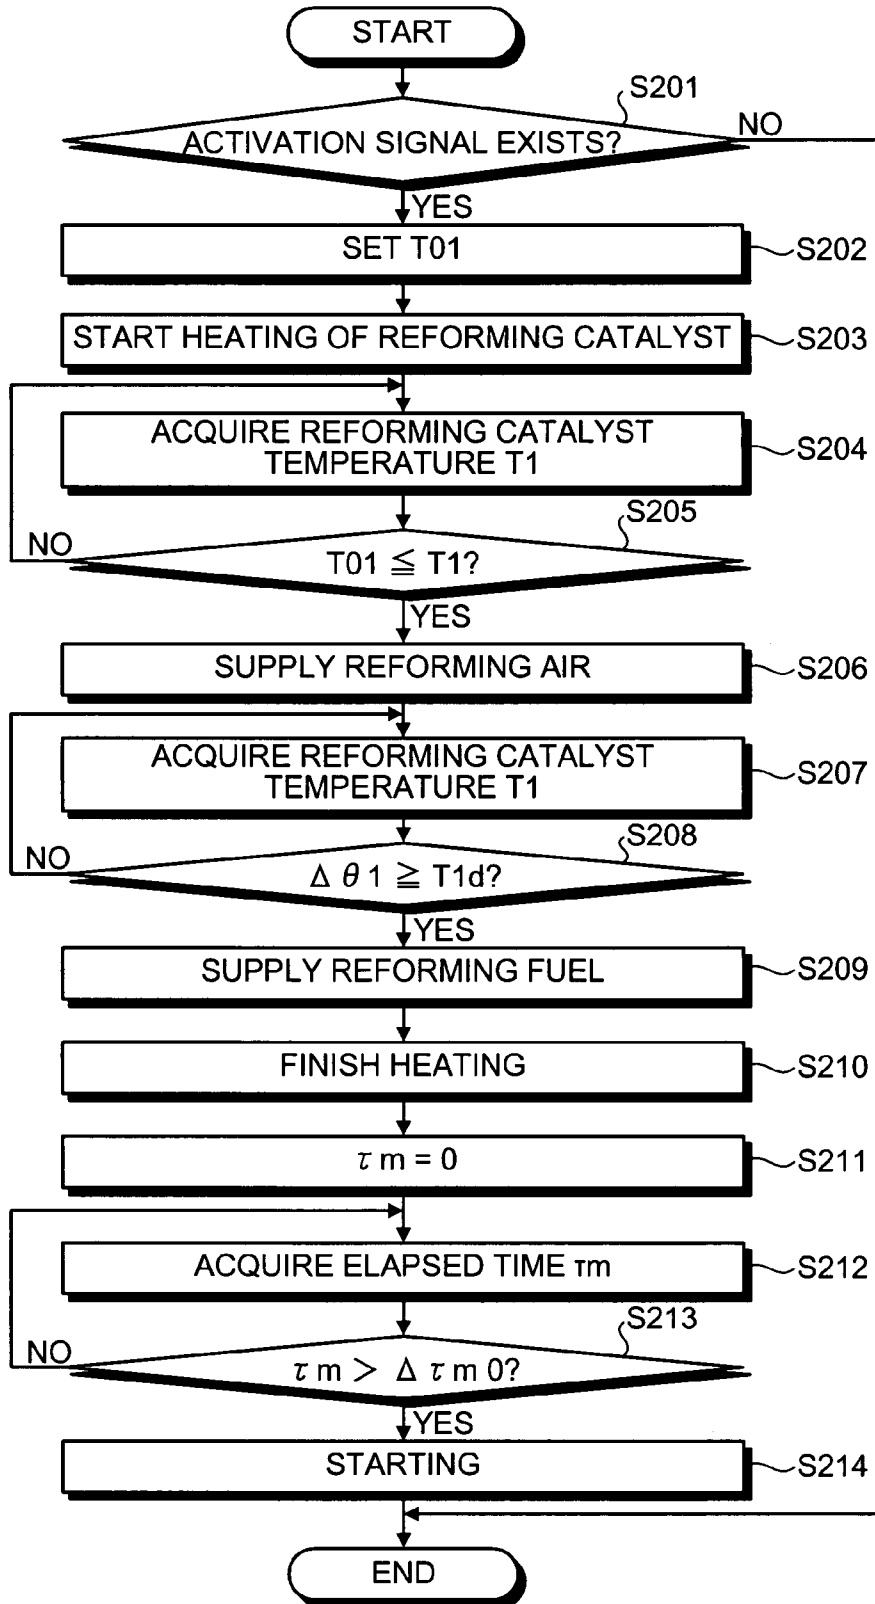 START
S201
ACTIVATION SIGNAL EXISTS?
NO
YES
SET T01
S202
START HEATING OF REFORMING CATALYST
S203
ACQUIRE REFORMING CATALYST
TEMPERATURE T1
S204
S205
NO
T01 ≦ T1?
YES
SUPPLY REFORMING AIR
S206
ACQUIRE REFORMING CATALYST
TEMPERATURE T1
S207
S208
NO
Δ θ 1 ≧ T1d?
YES
SUPPLY REFORMING FUEL
S209
FINISH HEATING
S210
τ m = 0
S211
ACQUIRE ELAPSED TIME τm
S212
S213
NO
τ m > Δ τ m 0?
YES
STARTING
S214
END